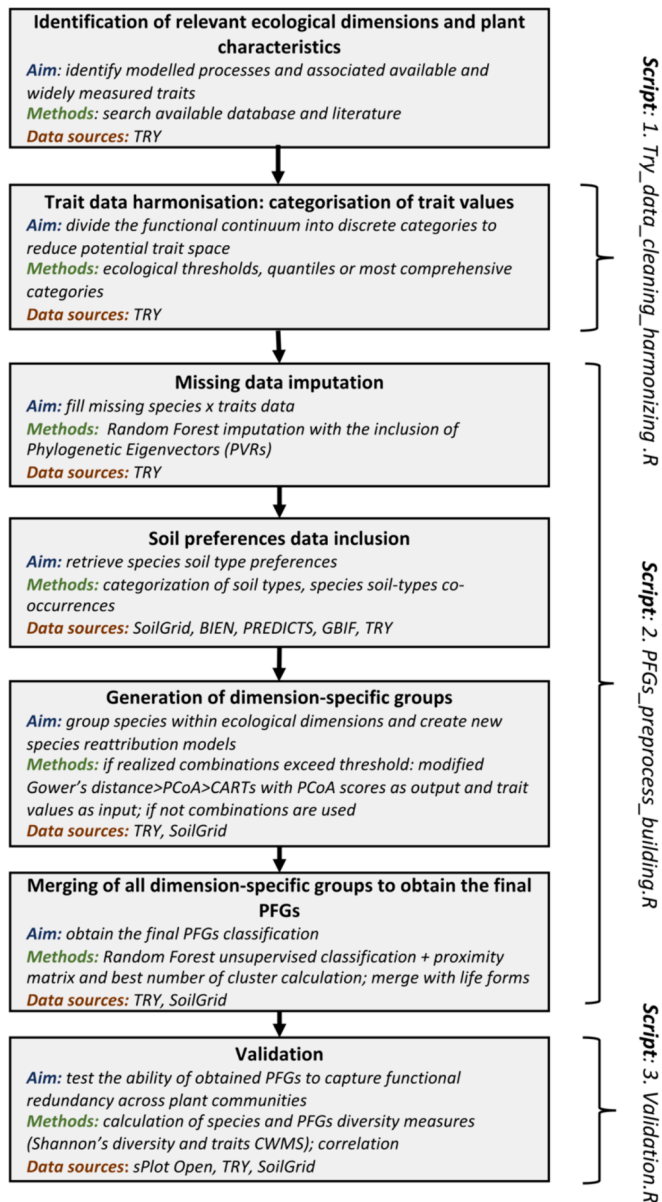 Identification of relevant ecological dimensions and plant
characteristics
Aim: identify modelled processes and associated available and
widely measured traits
Methods: search available database and literature
Data sources: TRY
Trait data harmonisation: categorisation of trait values
Aim: divide the functional continuum into discrete categories to
reduce potential trait space
Methods: ecological thresholds, quantiles or most comprehensive
categories
Data sources: TRY
Script: 1. Try_data_cleaning_harmonizing .R
Missing data imputation
Aim: fill missing species x traits data
Methods: Random Forest imputation with the inclusion of
Phylogenetic Eigenvectors (PVRs)
Data sources: TRY
Soil preferences data inclusion
Aim: retrieve species soil type preferences
Methods: categorization of soil types, species soil-types co-
occurrences
Data sources: SoilGrid, BIEN, PREDICTS, GBIF, TRY
Generation of dimension-specific groups
Aim: group species within ecological dimensions and create new
species reattribution models
Methods: if realized combinations exceed threshold: modified
Gower's distance>PCoA>CARTs with PCoA scores as output and trait
values as input; if not combinations are used
Data sources: TRY, SoilGrid
Merging of all dimension-specific groups to obtain the final
PFGs
Aim: obtain the final PFGs classification
Methods: Random Forest unsupervised classification + proximity
matrix and best number of cluster calculation; merge with life forms
Data sources: TRY, SoilGrid
Script: 2. PFGs_preprocess_building.R
Validation
Aim: test the ability of obtained PFGs to capture functional
redundancy across plant communities
Methods: calculation of species and PFGs diversity measures
(Shannon's diversity and traits CWMS); correlation
Data sources: sPlot Open, TRY, SoilGrid
Script: 3. Validation.R